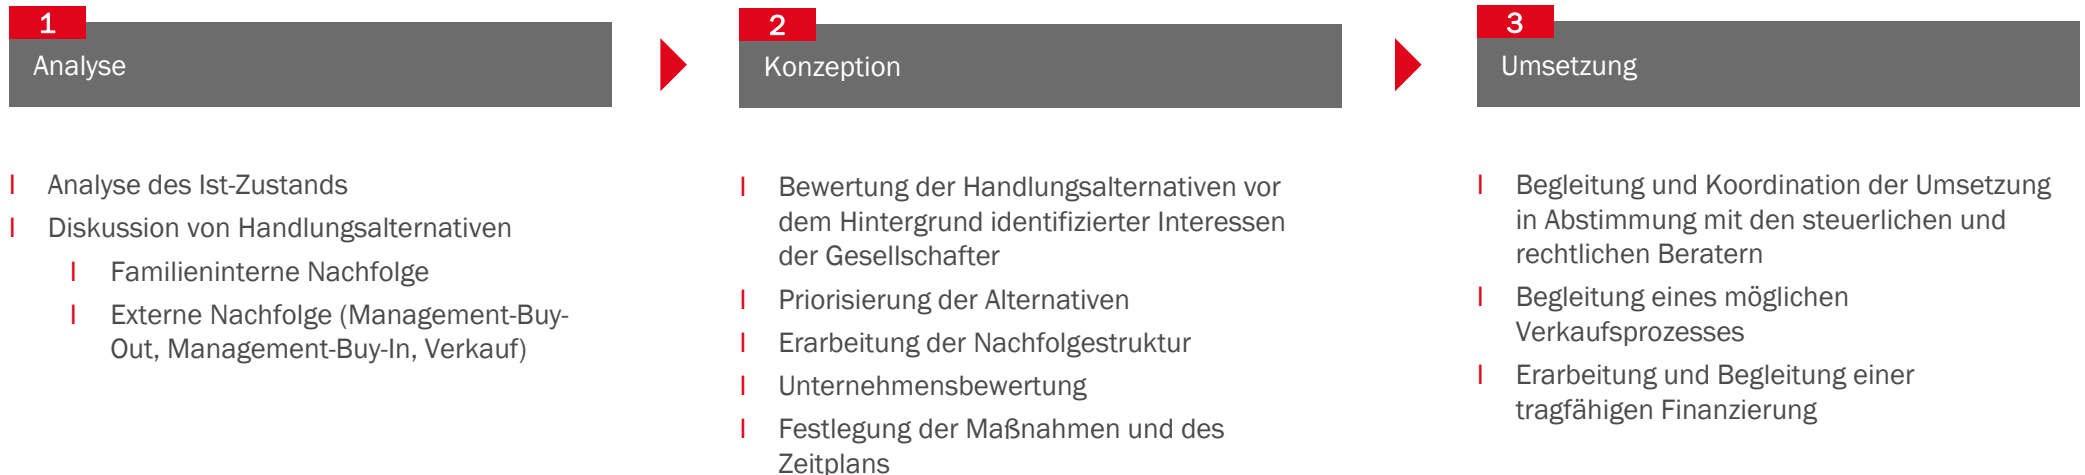 1
Analyse
Analyse des Ist-Zustands
Diskussion von Handlungsalternativen
Familieninterne Nachfolge
Externe Nachfolge (Management-Buy-
Out, Management-Buy-In, Verkauf)
2
Konzeption
Bewertung der Handlungsalternativen vor
dem Hintergrund identifizierter Interessen
der Gesellschafter
Priorisierung der Alternativen
Erarbeitung der Nachfolgestruktur
Unternehmensbewertung
Festlegung der Maßnahmen und des
Zeitplans
3
Umsetzung
Begleitung und Koordination der Umsetzung
in Abstimmung mit den steuerlichen und
rechtlichen Beratern
Begleitung eines möglichen
Verkaufsprozesses
Erarbeitung und Begleitung einer
tragfähigen Finanzierung